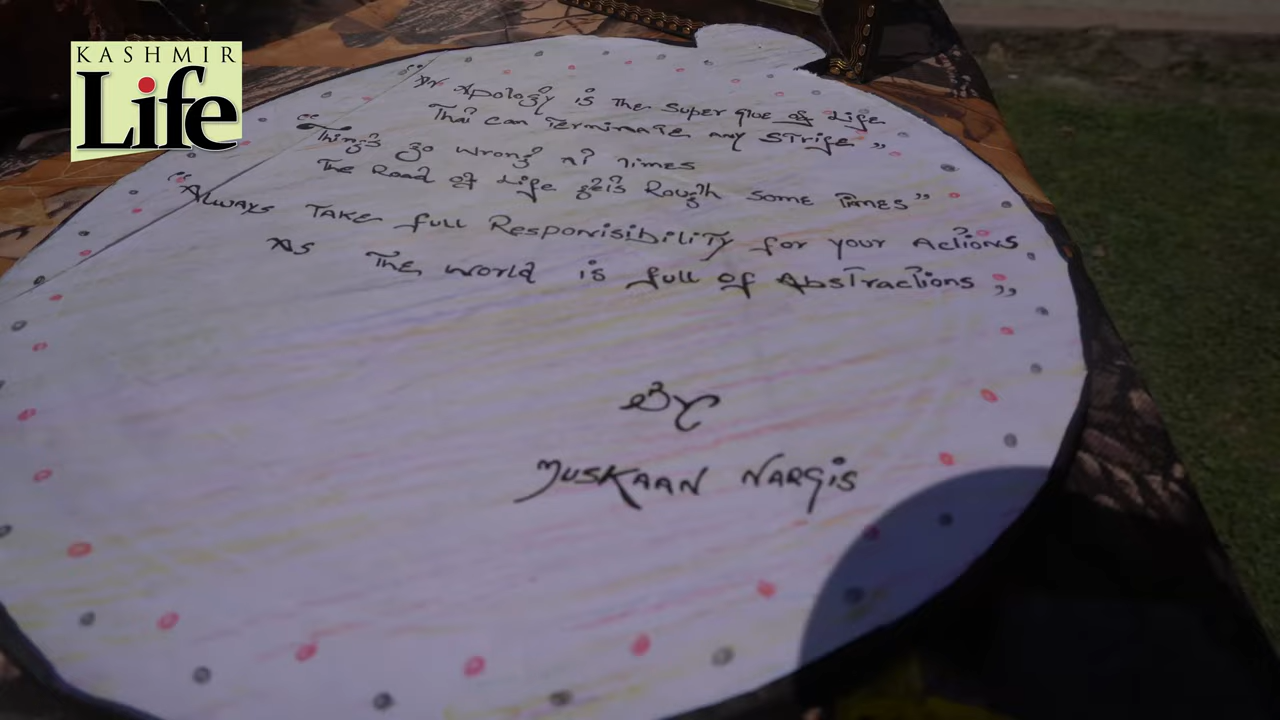 KASHMIR
Life
"An Apology is The Super glue of Life
That can Terminate any Strife"
"Things go wrong at Times
The Road of Life is Rough some Times"
"Always TAKE full Responisibility for your Actions
As The world is full of Abstractions"
By
MUSKAAN NARGIS